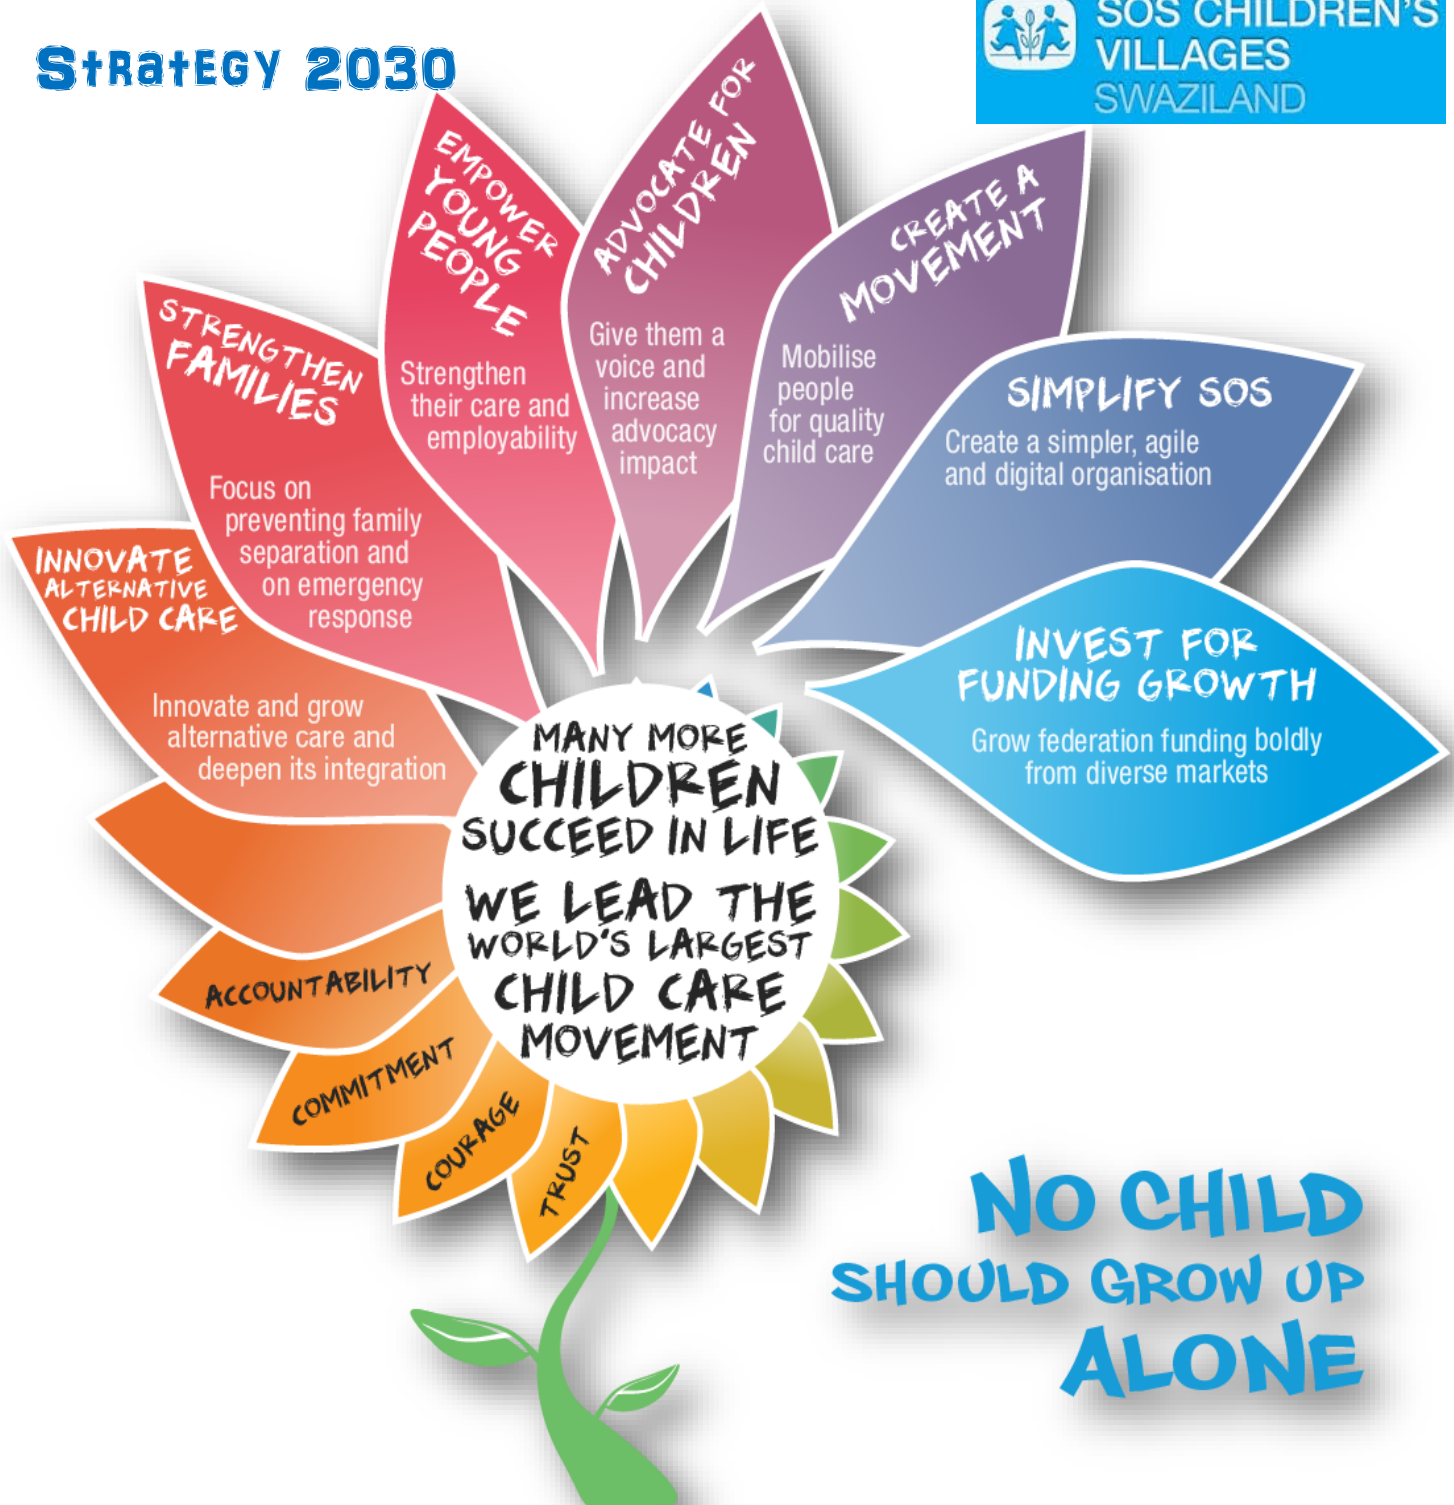 StRatEGY 2030
SOS CHILDREN'S
VILLAGES
SWAZILAND
INNOVATE
ALTERNATIVE
CHILD CARE
Innovate and grow
alternative care and
deepen its integration
STRENGTHEN
FAMILIES
Focus on
preventing family
separation and
on emergency
response
EMPOWER
YOUNG
PEOPLE
Strengthen
their care and
employability
ADVOCATE FOR
CHILDREN
Give them a
voice and
increase
advocacy
impact
CREATE A
MOVEMENT
Mobilise
people
for quality
child care
SIMPLIFY SOS
Create a simpler, agile
and digital organisation
INVEST FOR
FUNDING GROWTH
Grow federation funding boldly
from diverse markets
MANY MORE
CHILDREN
SUCCEED IN LIFE
WE LEAD THE
WORLD'S LARGEST
CHILD CARE
MOVEMENT
ACCOUNTABILITY
COMMITMENT
COURAGE
TRUST
NO CHILD
SHOULD GROW UP
ALONE